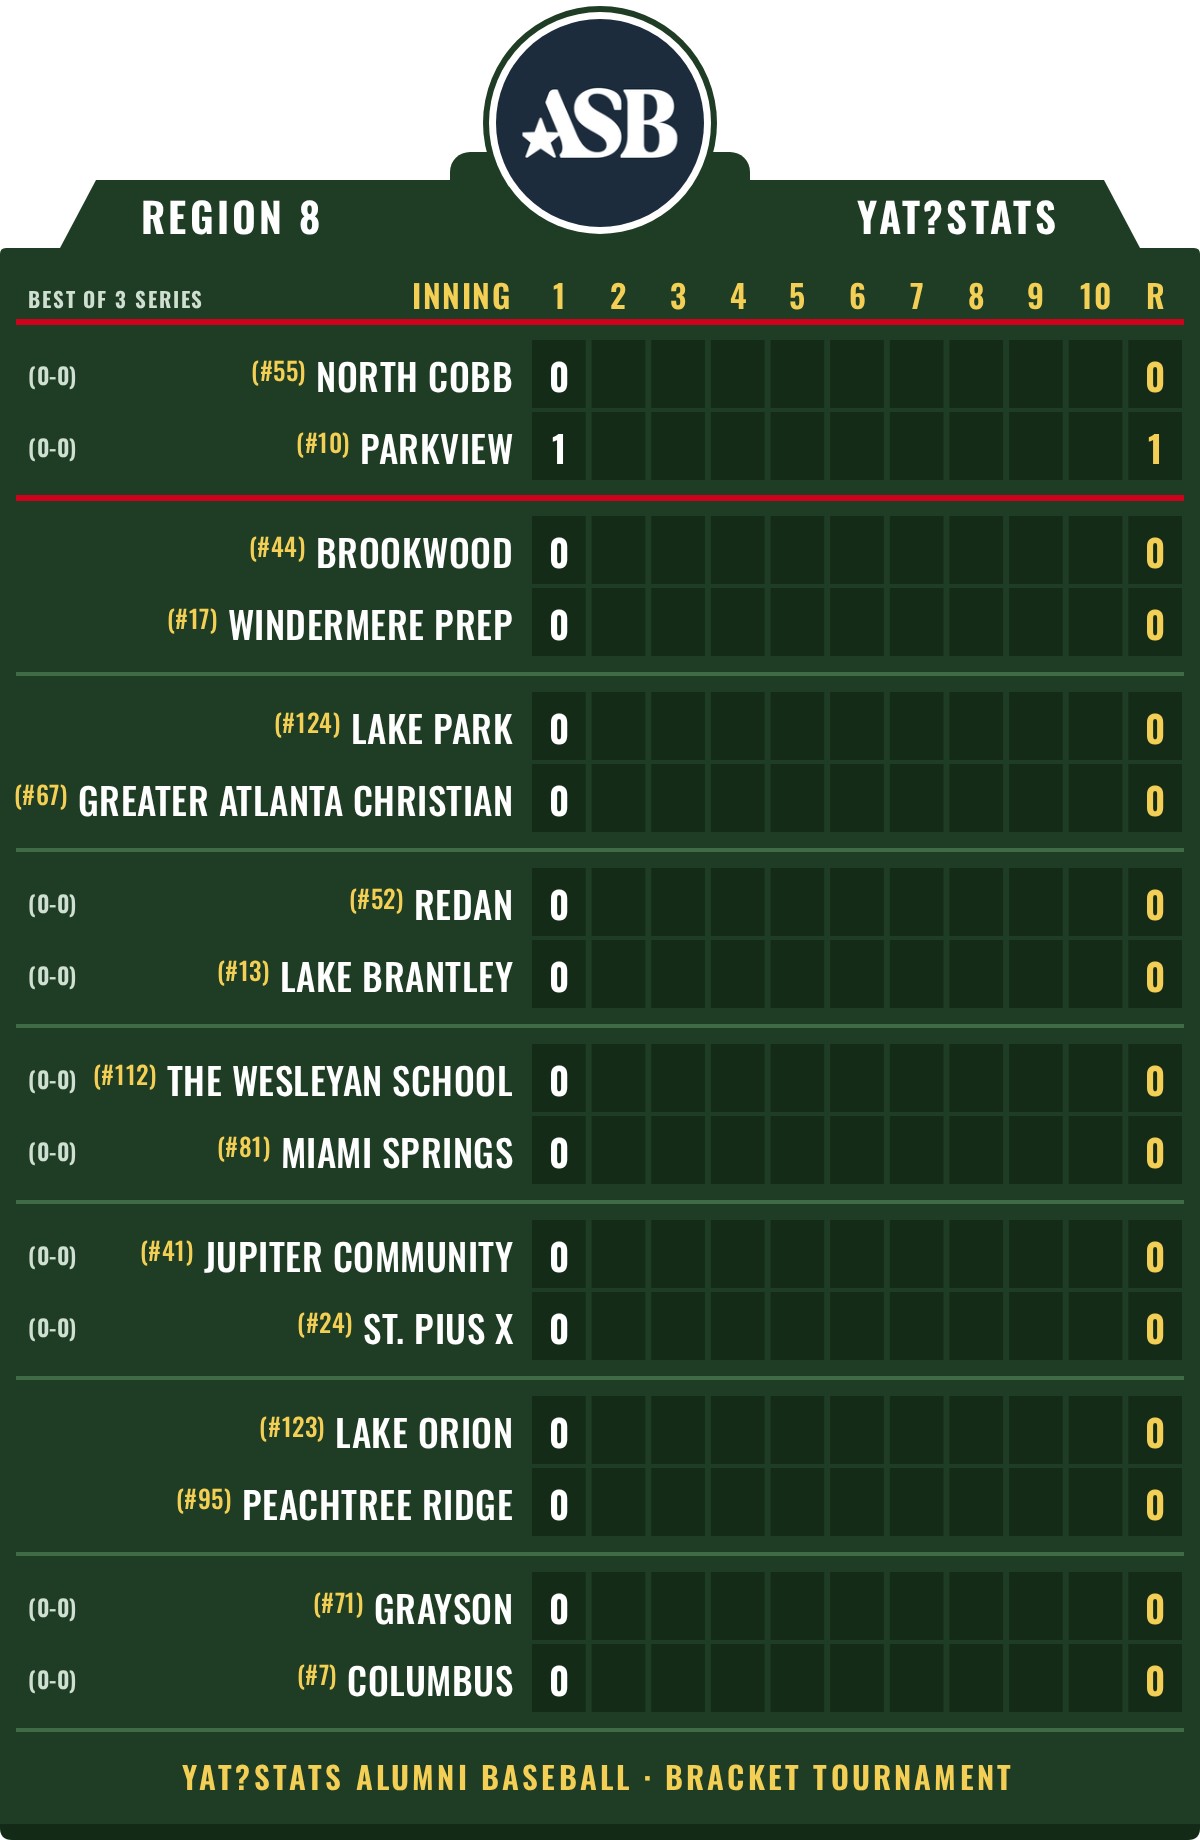 ASB
REGION 8
YAT?STATS
BEST OF 3 SERIES INNING 1 2 3 4 5 6 7 8 9 10 R
(0-0) (#55) NORTH COBB 0 0
(0-0) (#10) PARKVIEW 1 1
(#44) BROOKWOOD 0 0
(#17) WINDERMERE PREP 0 0
(#124) LAKE PARK 0 0
(#67) GREATER ATLANTA CHRISTIAN 0 0
(0-0) (#52) REDAN 0 0
(0-0) (#13) LAKE BRANTLEY 0 0
(0-0) (#112) THE WESLEYAN SCHOOL 0 0
(0-0) (#81) MIAMI SPRINGS 0 0
(0-0) (#41) JUPITER COMMUNITY 0 0
(0-0) (#24) ST. PIUS X 0 0
(#123) LAKE ORION 0 0
(#95) PEACHTREE RIDGE 0 0
(0-0) (#71) GRAYSON 0 0
(0-0) (#7) COLUMBUS 0 0
YAT?STATS ALUMNI BASEBALL · BRACKET TOURNAMENT